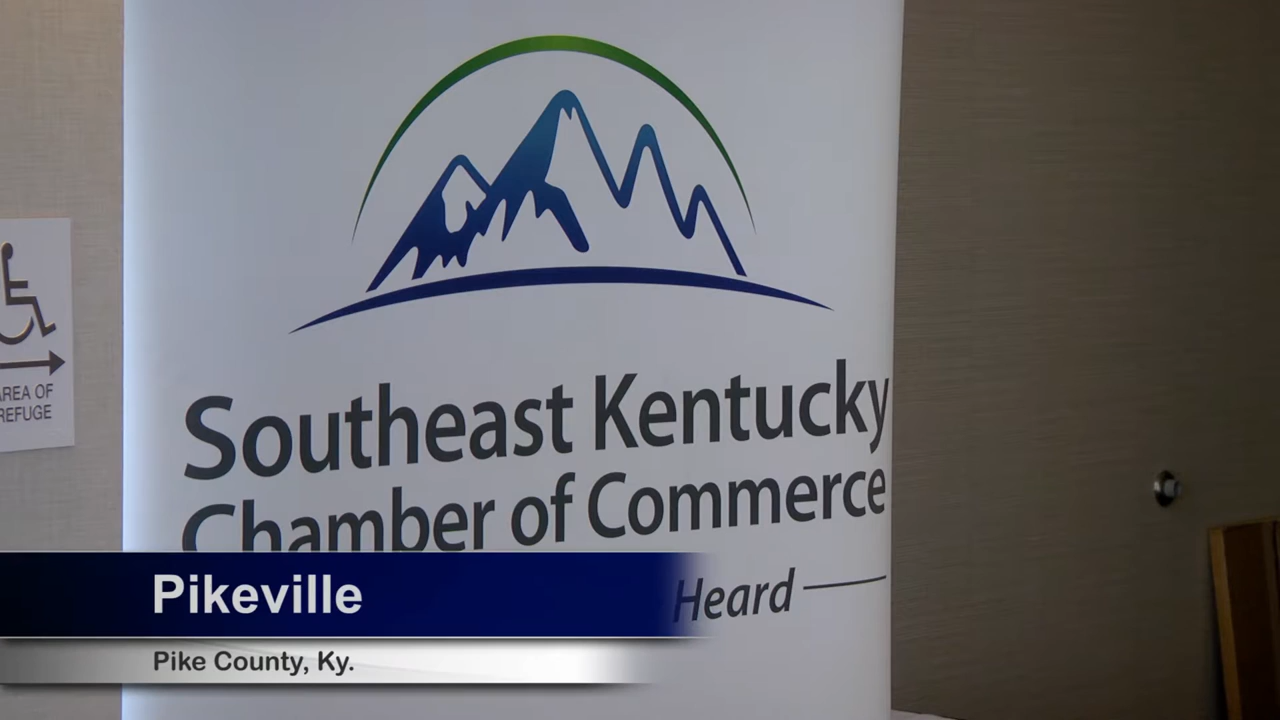 AREA OF
REFUGE
Southeast Kentucky
Chamber of Commerce
Heard
Pikeville
Pike County, Ky.